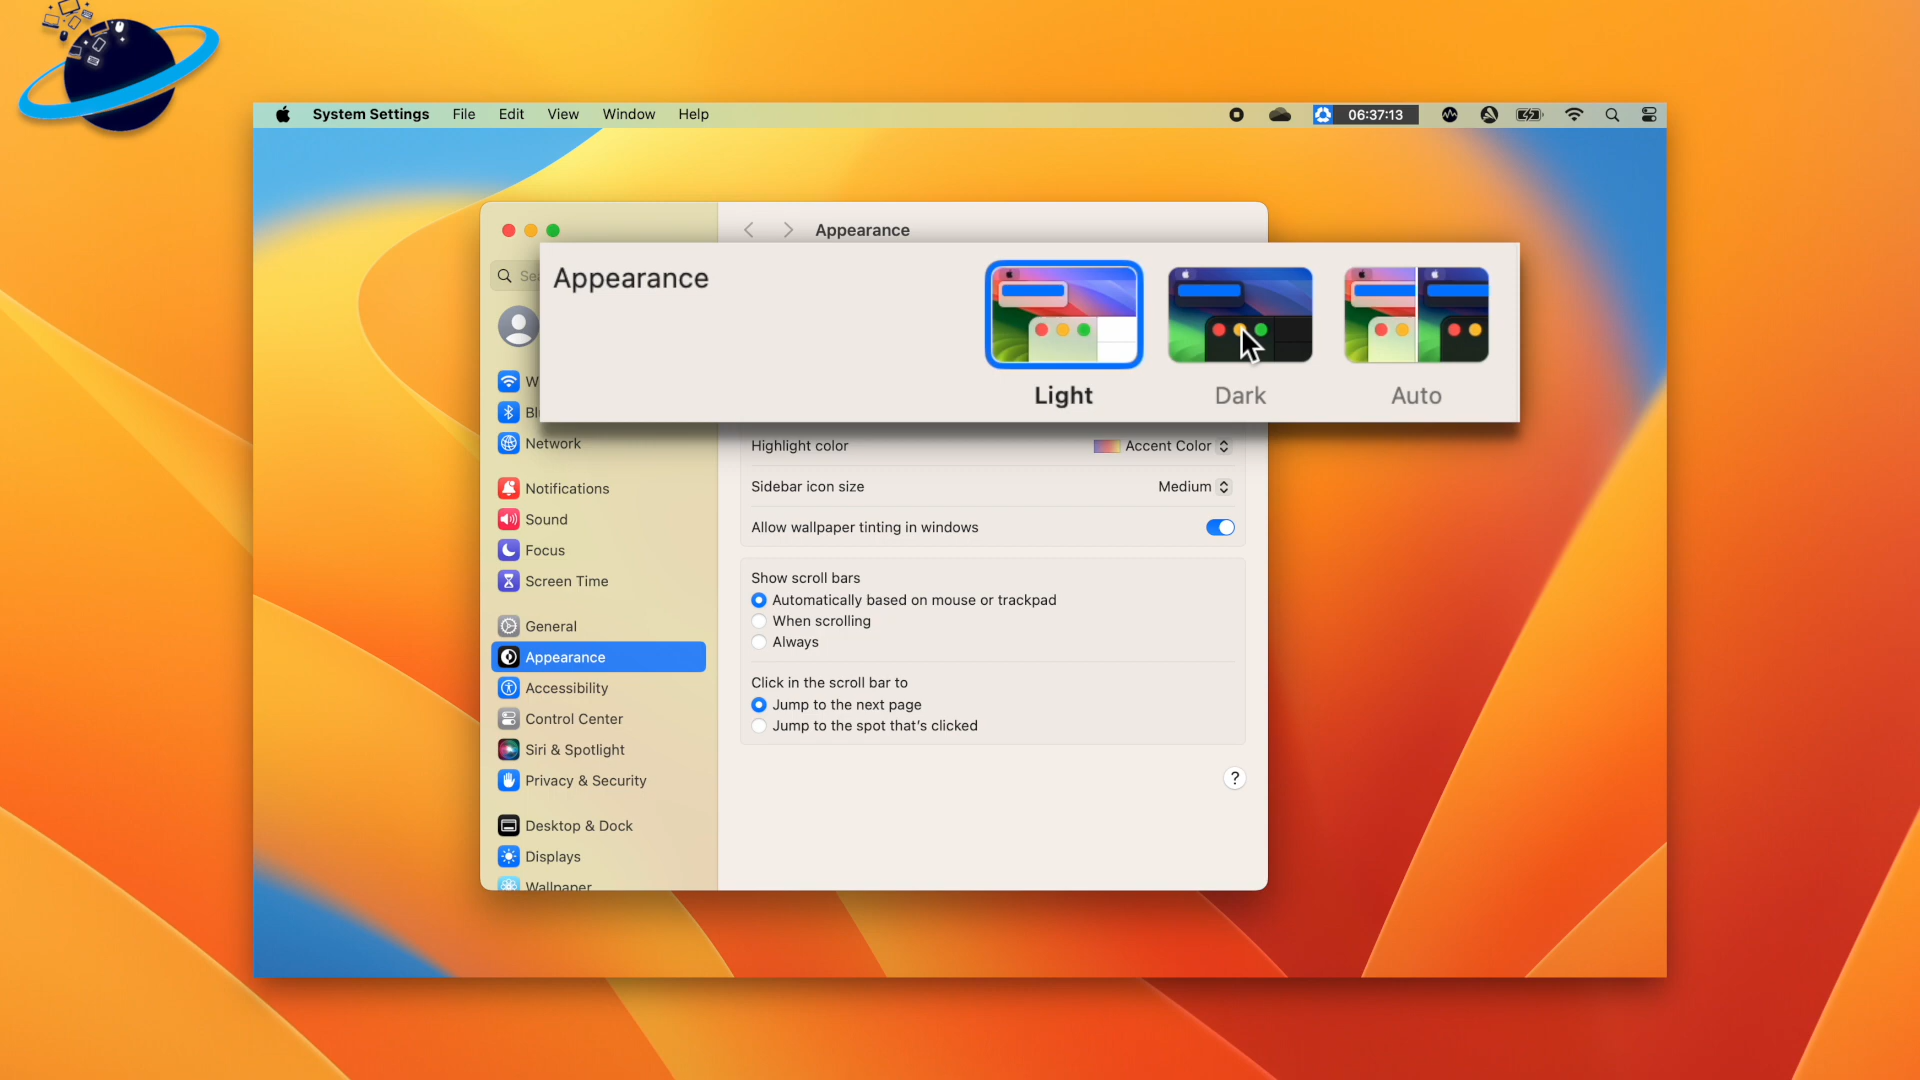 System Settings File Edit View Window Help 06:37:13
Appearance
Appearance
Light Dark Auto
Network
Notifications
Sound
Focus
Screen Time
General
Appearance
Accessibility
Control Center
Siri & Spotlight
Privacy & Security
Desktop & Dock
Displays
Wallpaper
Highlight color Accent Color
Sidebar icon size Medium
Allow wallpaper tinting in windows
Show scroll bars
Automatically based on mouse or trackpad
When scrolling
Always
Click in the scroll bar to
Jump to the next page
Jump to the spot that's clicked
?